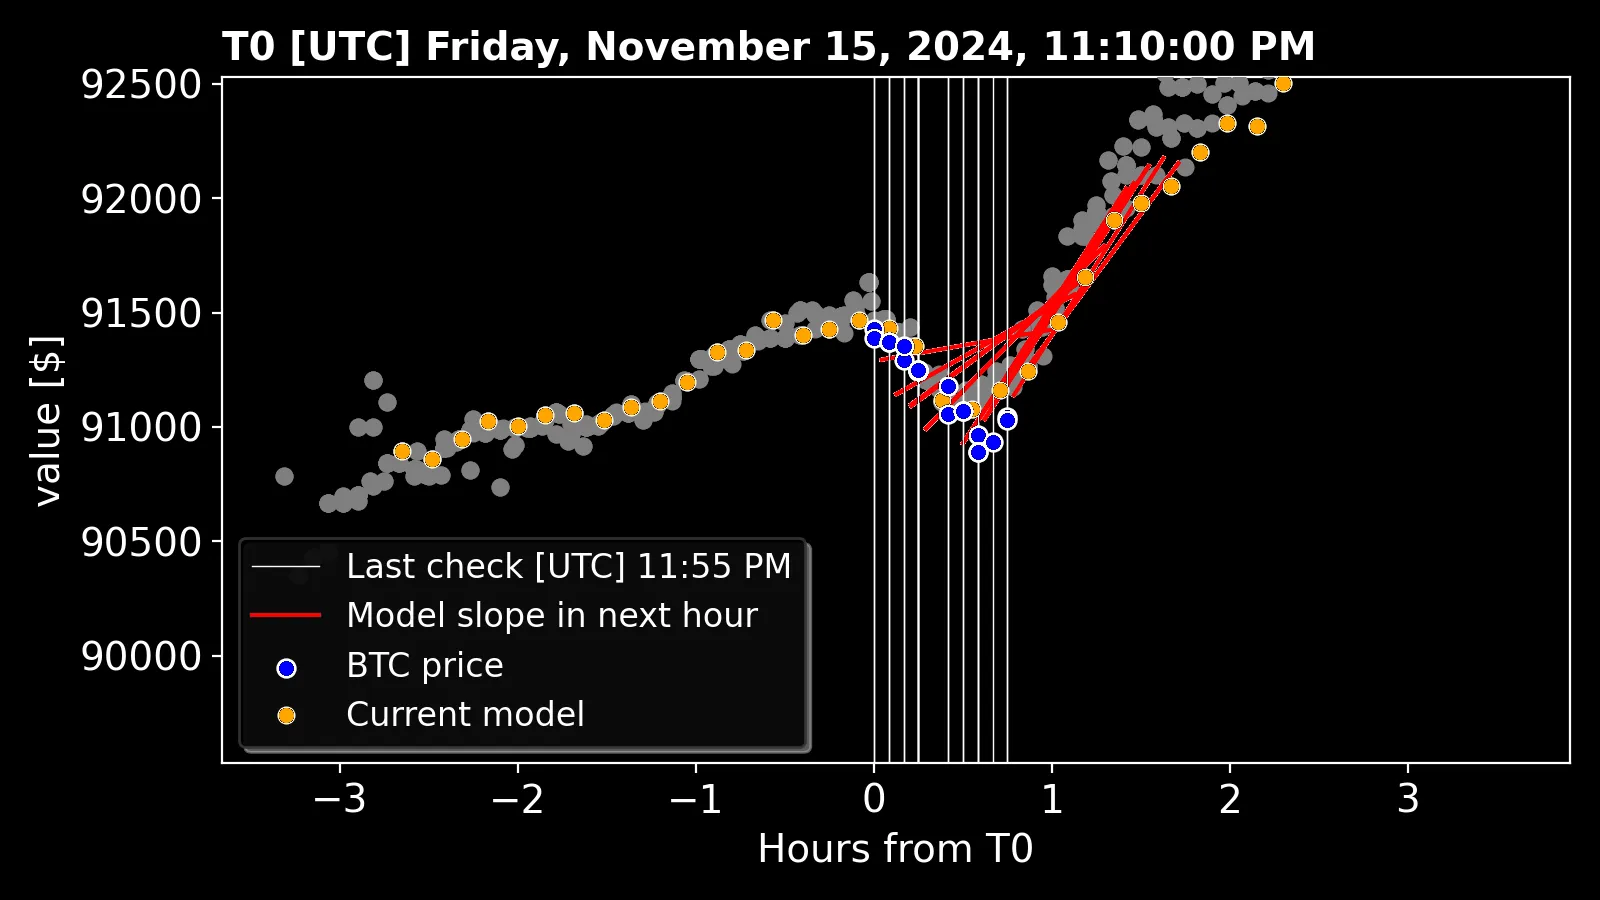 T0 [UTC] Friday, November 15, 2024, 11:10:00 PM
92500
92000
91500
91000
90500
90000
value [$]
Last check [UTC] 11:55 PM
Model slope in next hour
BTC price
Current model
−3 −2 −1 0 1 2 3
Hours from T0